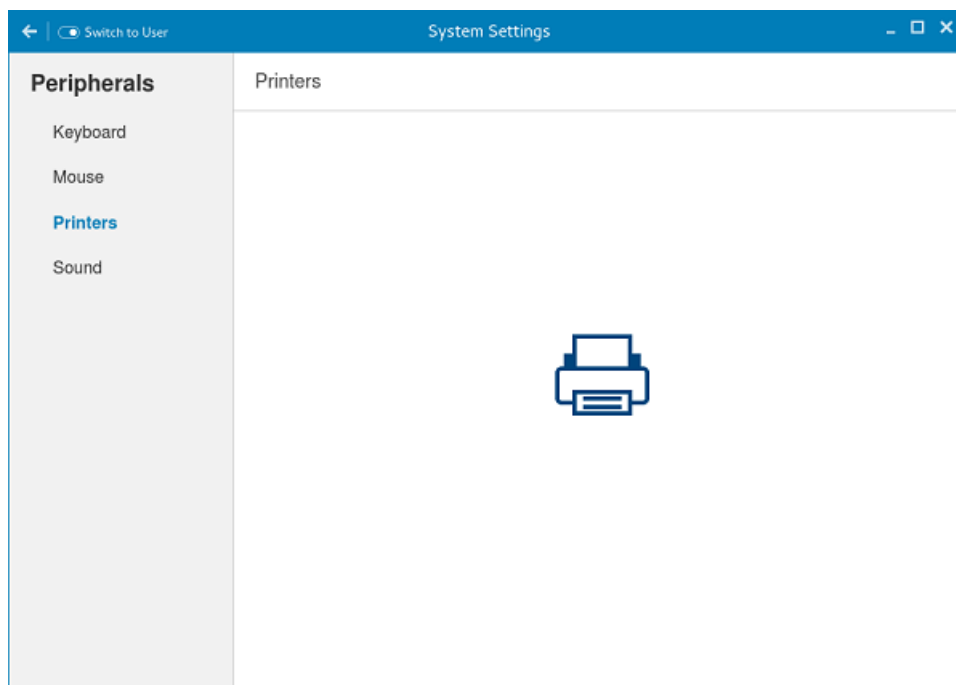 Switch to User
System Settings
Peripherals
Keyboard
Mouse
Printers
Sound
Printers